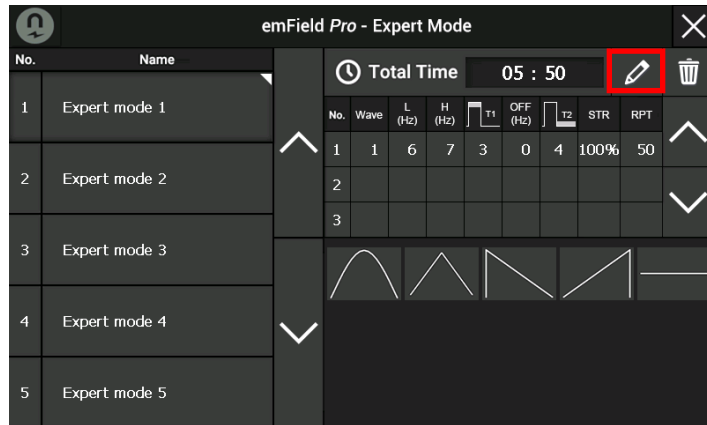 emField Pro - Expert Mode
No. Name
1 Expert mode 1
2 Expert mode 2
3 Expert mode 3
4 Expert mode 4
5 Expert mode 5
Total Time 05 : 50
No. Wave L (Hz) H (Hz) T1 OFF (Hz) T2 STR RPT
1 1 6 7 3 0 4 100% 50
2
3